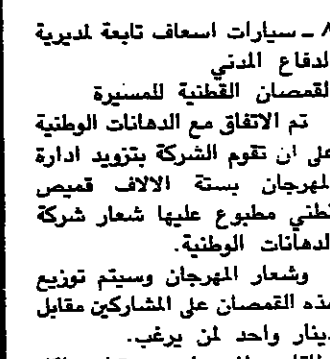 ٨ ـ سيارات اسعاف تابعة لمديرية
الدفاع المدني
القمصان القطنية للمسيرة
تم الاتفاق مع الدهانات الوطنية
على ان تقوم الشركة بتزويد ادارة
المهرجان بستة الالاف قميص
قطني مطبوع عليها شعار شركة
الدهانات الوطنية.
وشعار المهرجان وسيتم توزيع
هذه القمصان على المشاركين مقابل
دينار واحد لمن يرغب.